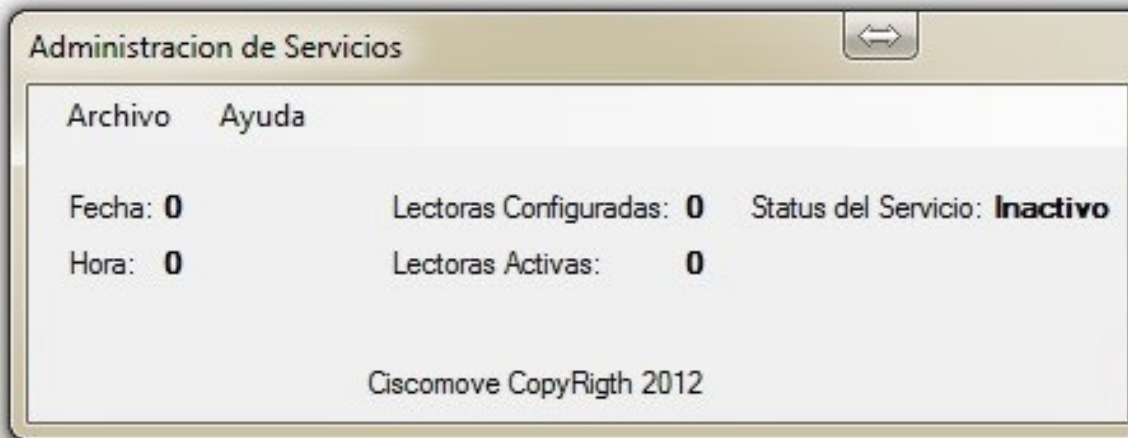 Administracion de Servicios
Archivo Ayuda
Fecha: 0 Lectoras Configuradas: 0 Status del Servicio: Inactivo
Hora: 0 Lectoras Activas: 0
Ciscomove CopyRigth 2012